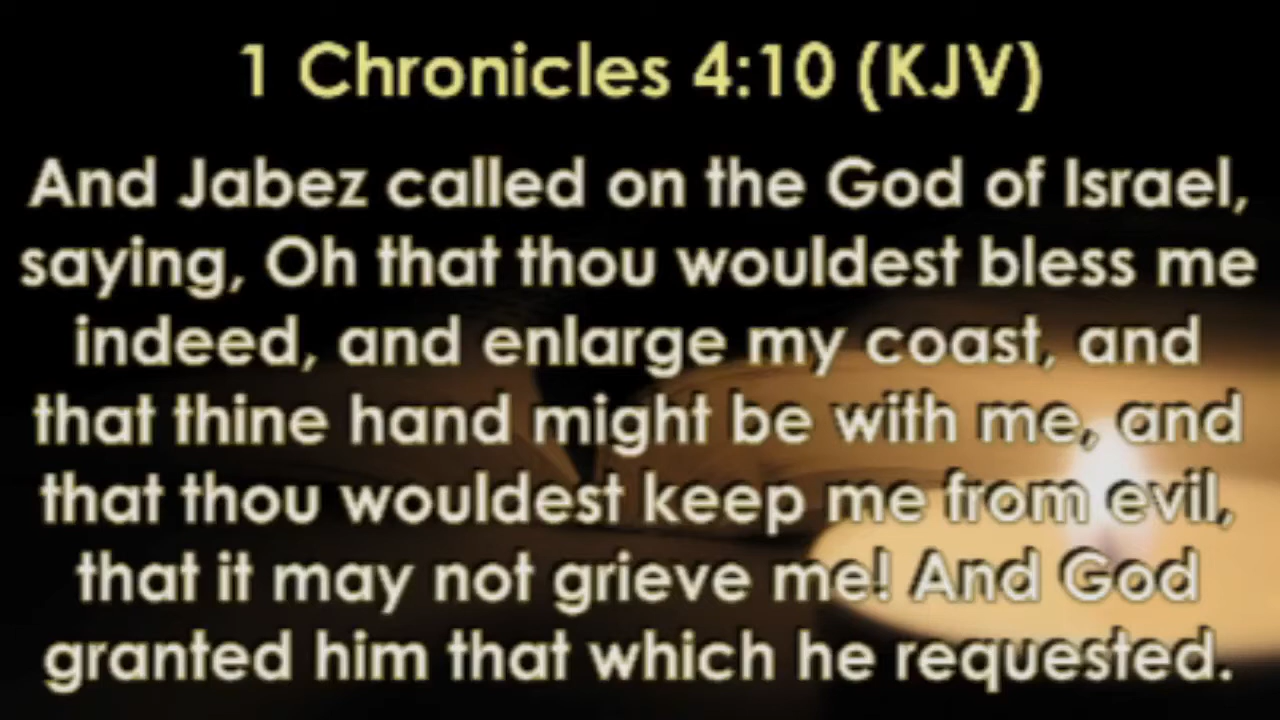 1 Chronicles 4:10 (KJV)
And Jabez called on the God of Israel,
saying, Oh that thou wouldest bless me
indeed, and enlarge my coast, and
that thine hand might be with me, and
that thou wouldest keep me from evil,
that it may not grieve me! And God
granted him that which he requested.